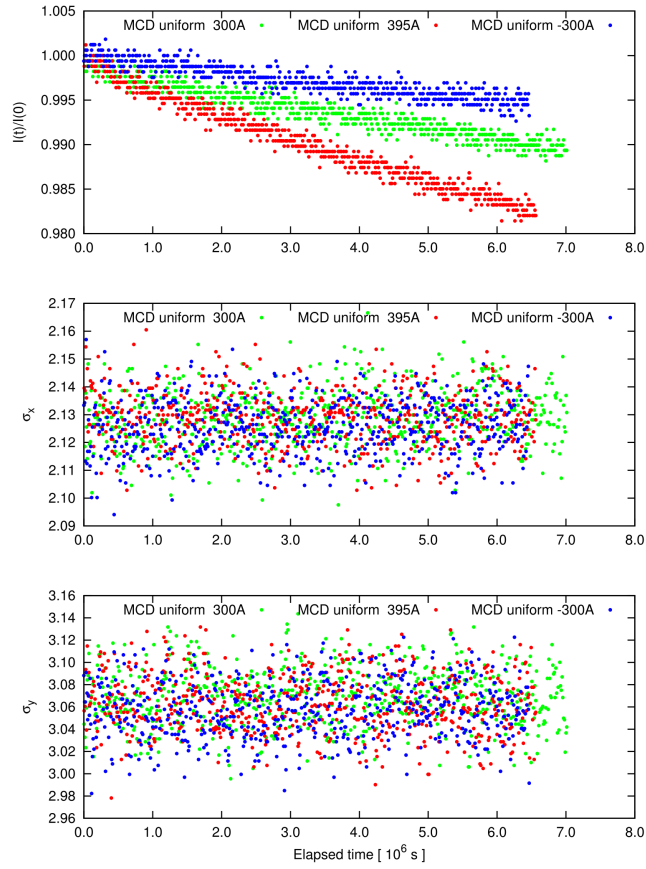 MCD uniform 300A MCD uniform 395A MCD uniform -300A
1.005
1.000
0.995
0.990
0.985
0.980
I(t)/I(0)
0.0 1.0 2.0 3.0 4.0 5.0 6.0 7.0 8.0
MCD uniform 300A MCD uniform 395A MCD uniform -300A
2.17
2.16
2.15
2.14
2.13
2.12
2.11
2.10
2.09
σx
0.0 1.0 2.0 3.0 4.0 5.0 6.0 7.0 8.0
MCD uniform 300A MCD uniform 395A MCD uniform -300A
3.16
3.14
3.12
3.10
3.08
3.06
3.04
3.02
3.00
2.98
2.96
σy
0.0 1.0 2.0 3.0 4.0 5.0 6.0 7.0 8.0
Elapsed time [ 10⁶ s ]